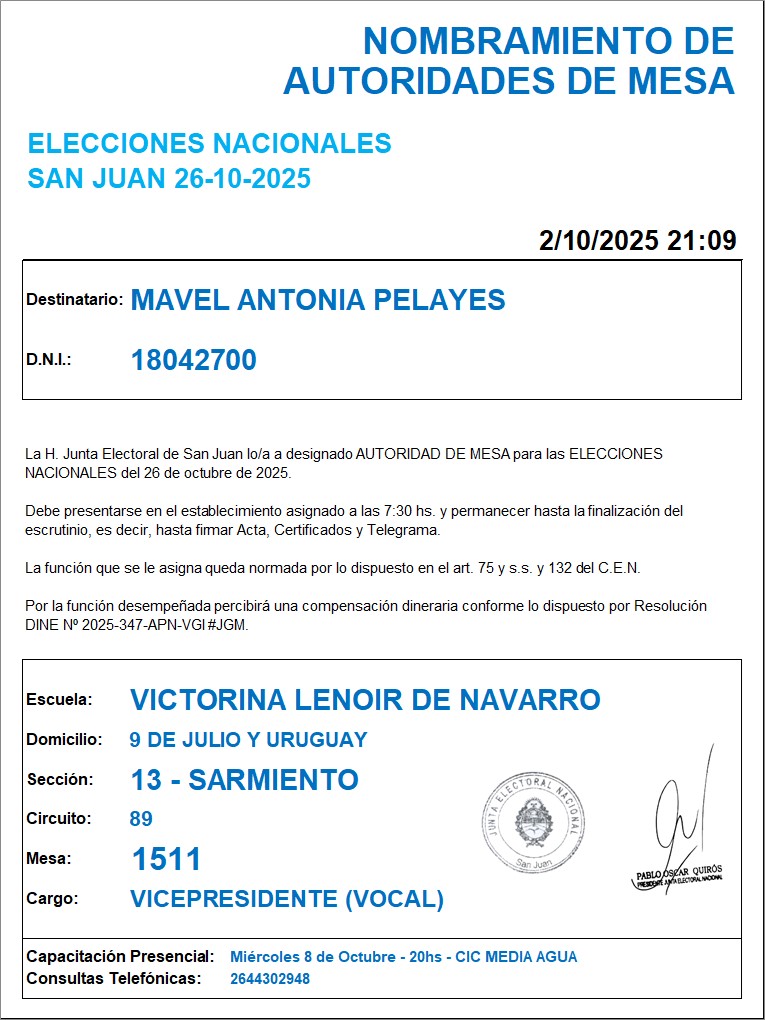 NOMBRAMIENTO DE
AUTORIDADES DE MESA
ELECCIONES NACIONALES
SAN JUAN 26-10-2025
2/10/2025 21:09
Destinatario: MAVEL ANTONIA PELAYES
D.N.I.: 18042700
La H. Junta Electoral de San Juan lo/a a designado AUTORIDAD DE MESA para las ELECCIONES
NACIONALES del 26 de octubre de 2025.
Debe presentarse en el establecimiento asignado a las 7:30 hs. y permanecer hasta la finalización del
escrutinio, es decir, hasta firmar Acta, Certificados y Telegrama.
La función que se le asigna queda normada por lo dispuesto en el art. 75 y s.s. y 132 del C.E.N.
Por la función desempeñada percibirá una compensación dineraria conforme lo dispuesto por Resolución
DINE Nº 2025-347-APN-VGI#JGM.
Escuela: VICTORINA LENOIR DE NAVARRO
Domicilio: 9 DE JULIO Y URUGUAY
Sección: 13 - SARMIENTO
Circuito: 89
Mesa: 1511
Cargo: VICEPRESIDENTE (VOCAL)
JUNTA ELECTORAL NACIONAL
San Juan
PABLO OSCAR QUIRÓS
PRESIDENTE JUNTA ELECTORAL NACIONAL
Capacitación Presencial: Miércoles 8 de Octubre - 20hs - CIC MEDIA AGUA
Consultas Telefónicas: 2644302948